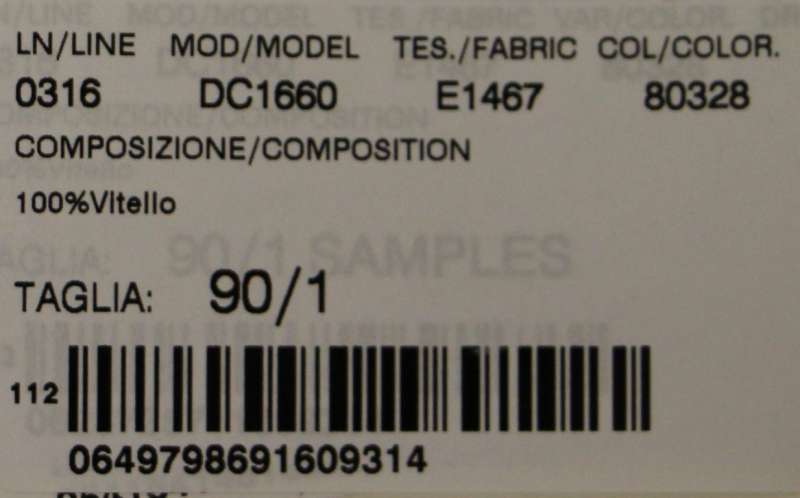 LN/LINE MOD/MODEL TES./FABRIC COL/COLOR.
0316 DC1660 E1467 80328
COMPOSIZIONE/COMPOSITION
100%Vitello
90/1 SAMPLES
TAGLIA: 90/1
112
0649798691609314